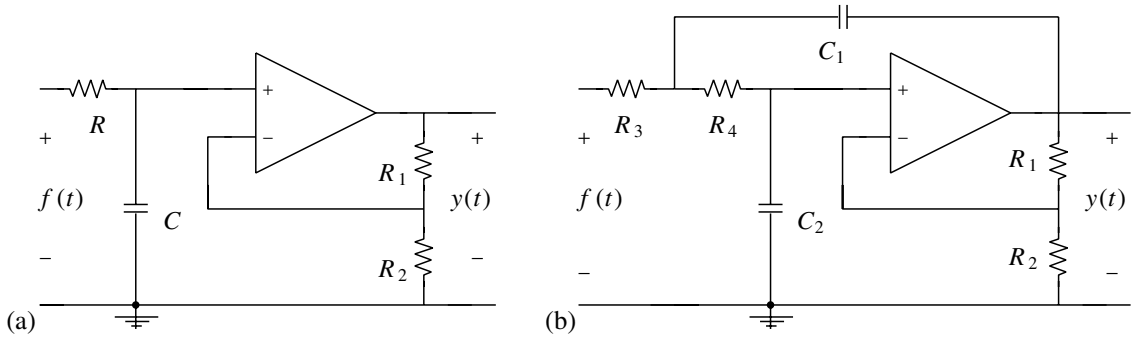 C₁
+ +
R R₃ R₄
+ + + +
− −
R₁ R₁
f(t) y(t) f(t) y(t)
C C₂
R₂ R₂
− − − −
(a) (b)